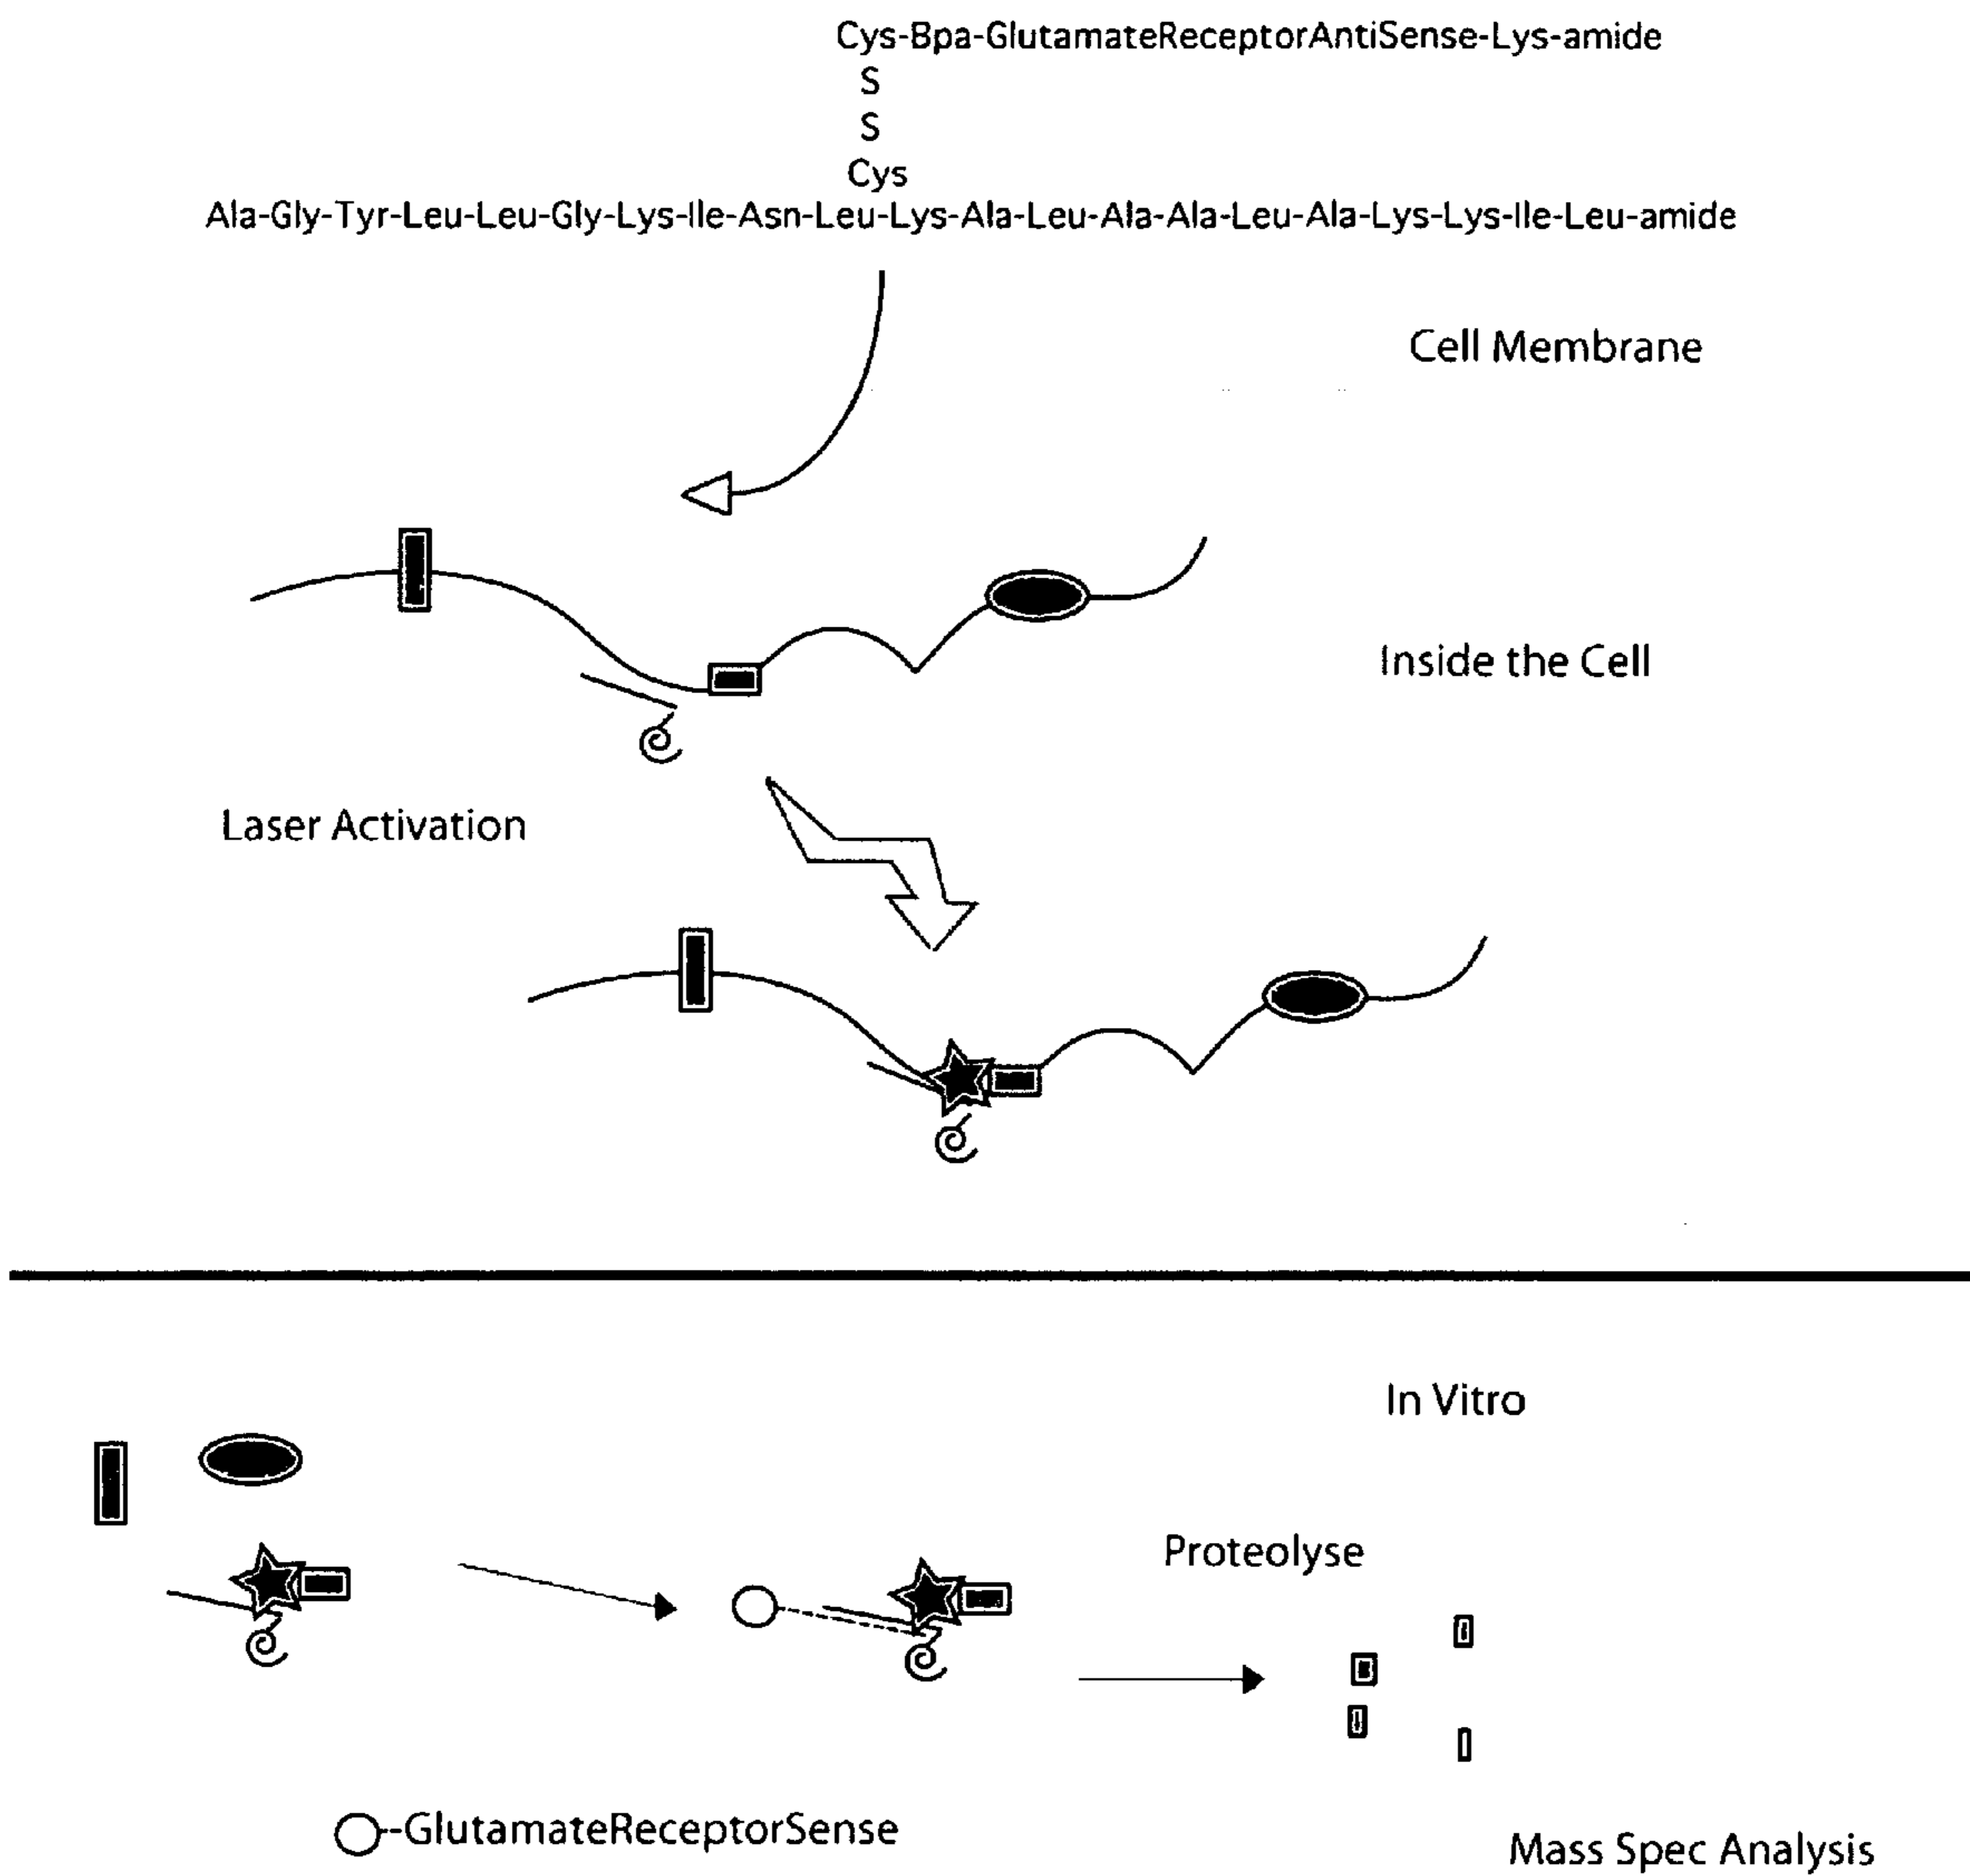 Cys-Bpa-GlutamateReceptorAntiSense-Lys-amide
S
S
Cys
Ala-Gly-Tyr-Leu-Leu-Gly-Lys-Ile-Asn-Leu-Lys-Ala-Leu-Ala-Ala-Leu-Ala-Lys-Lys-Ile-Leu-amide
Cell Membrane
Inside the Cell
Laser Activation
In Vitro
Proteolyse
-GlutamateReceptorSense
Mass Spec Analysis